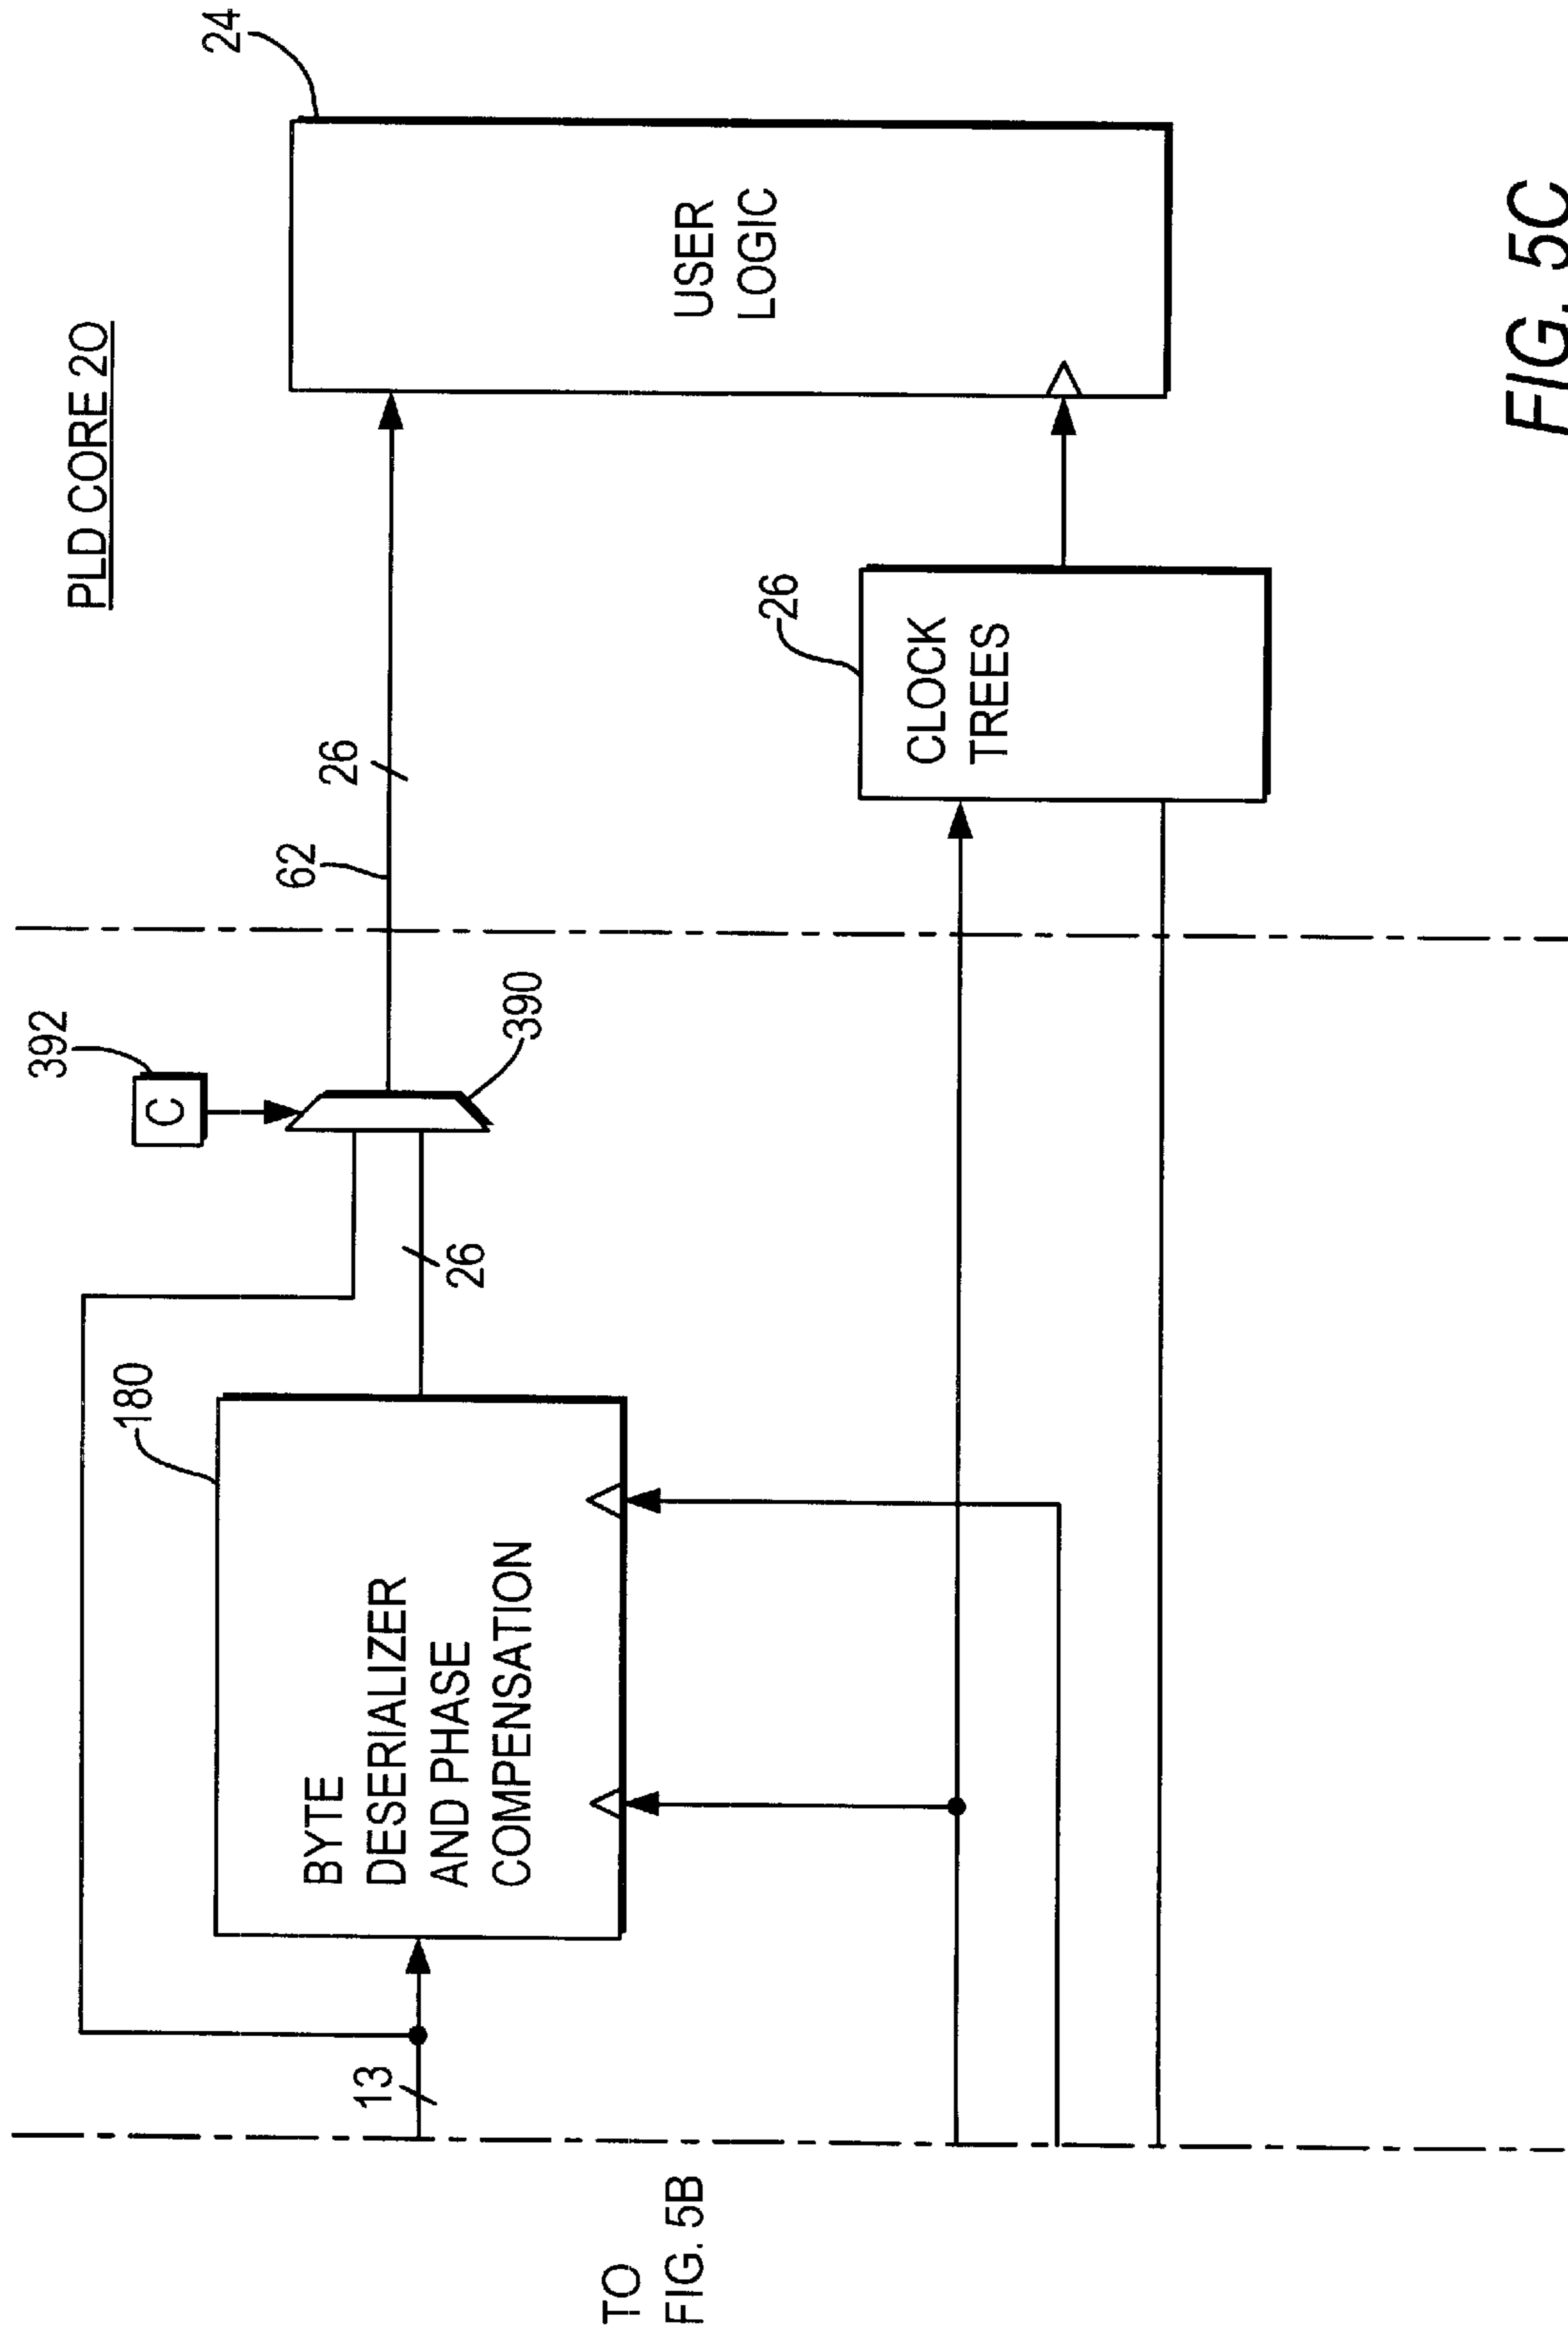 PLD CORE 20
24
USER
LOGIC
392
C
390
62
26
26
CLOCK
TREES
180
26
BYTE
DESERIALIZER
AND PHASE
COMPENSATION
13
TO
FIG. 5B
FIG. 5C